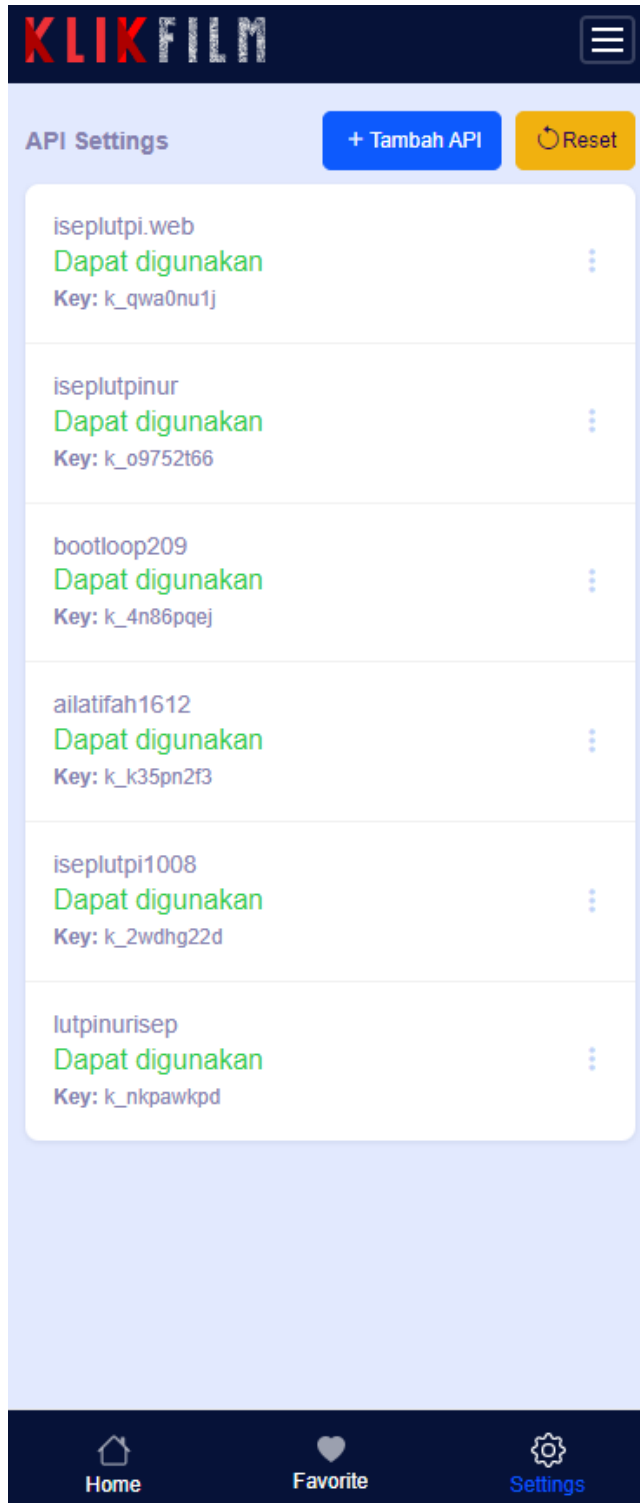 KLIKFILM
API Settings
+ Tambah API
Reset
iseplutpi.web
Dapat digunakan
Key: k_qwa0nu1j
iseplutpinur
Dapat digunakan
Key: k_o9752t66
bootloop209
Dapat digunakan
Key: k_4n86pqej
ailatifah1612
Dapat digunakan
Key: k_k35pn2f3
iseplutpi1008
Dapat digunakan
Key: k_2wdhg22d
lutpinurisep
Dapat digunakan
Key: k_nkpawkpd
Home
Favorite
Settings